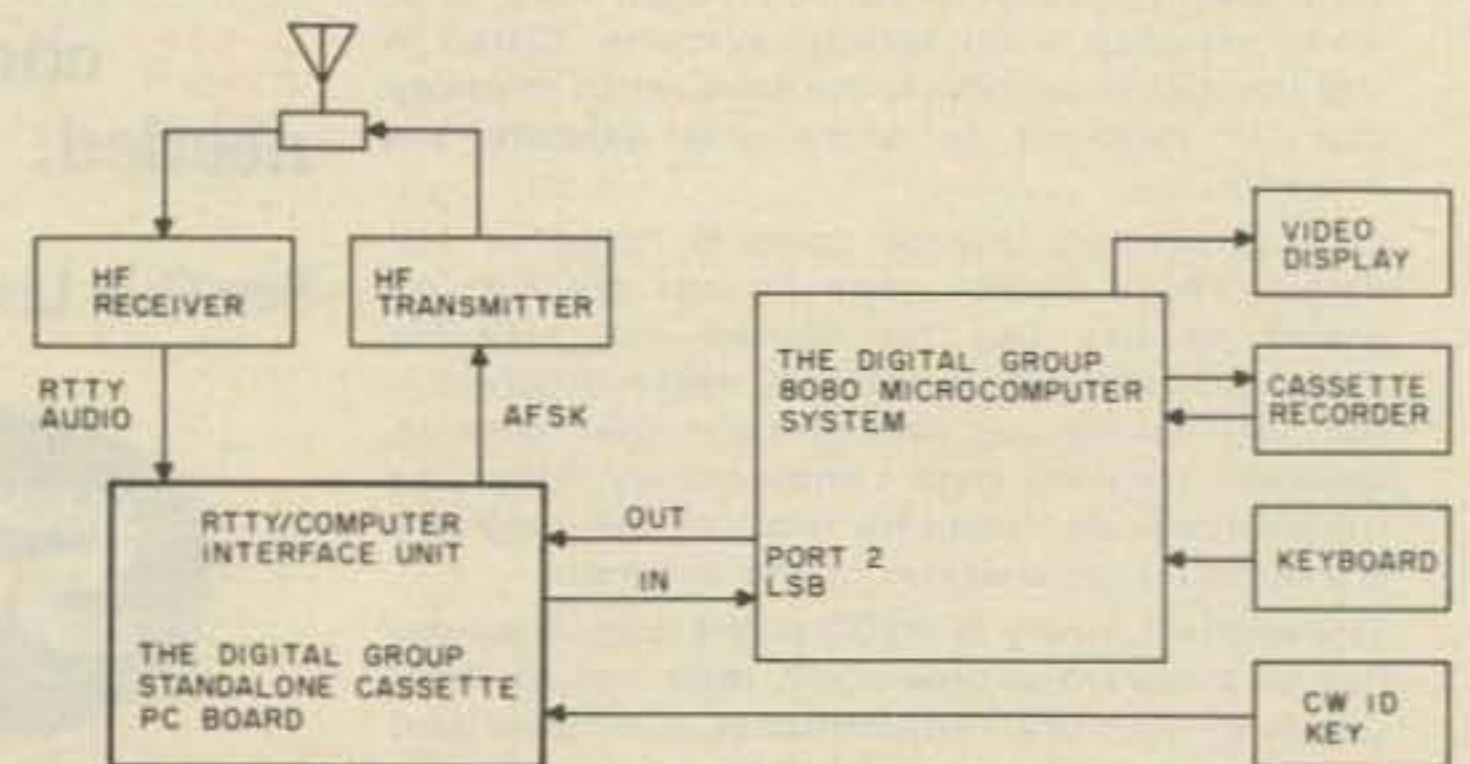 HF
RECEIVER
HF
TRANSMITTER
RTTY
AUDIO
AFSK
RTTY/COMPUTER
INTERFACE UNIT
THE DIGITAL GROUP
STANDALONE CASSETTE
PC BOARD
OUT
IN
THE DIGITAL GROUP
8080 MICROCOMPUTER
SYSTEM
PORT 2
LSB
VIDEO
DISPLAY
CASSETTE
RECORDER
KEYBOARD
CW ID
KEY